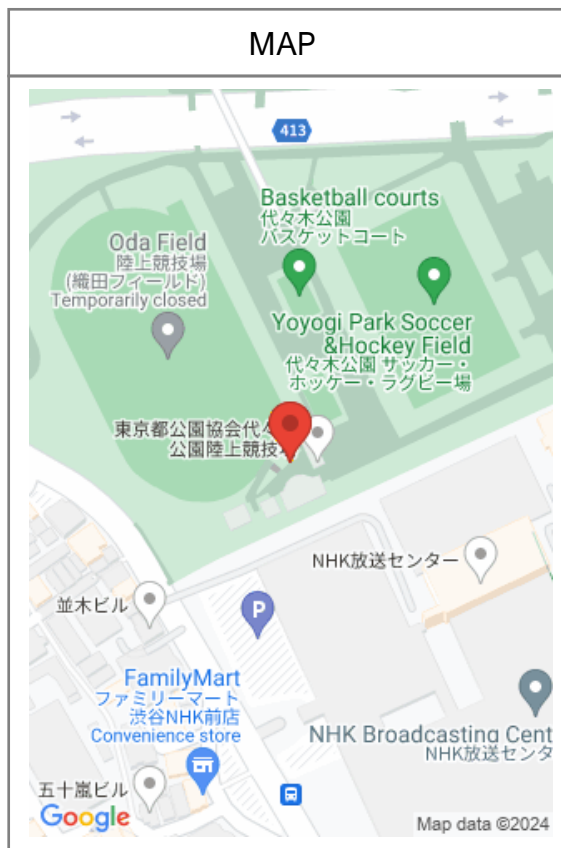 MAP
413
Basketball courts
代々木公園
バスケットコート
Oda Field
陸上競技場
(織田フィールド)
Temporarily closed
Yoyogi Park Soccer
&Hockey Field
代々木公園 サッカー・
ホッケー・ラグビー場
東京都公園協会代々
公園陸上競技
NHK放送センター
並木ビル
P
FamilyMart
ファミリーマート
渋谷NHK前店
Convenience store
NHK Broadcasting Cent
NHK放送センタ
五十嵐ビル
Google
Map data ©2024